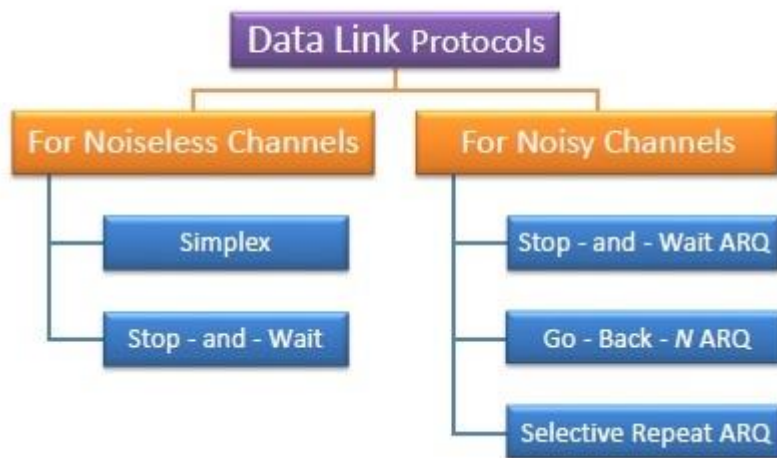 Data Link Protocols
For Noiseless Channels
For Noisy Channels
Simplex
Stop - and - Wait ARQ
Stop - and - Wait
Go - Back - N ARQ
Selective Repeat ARQ